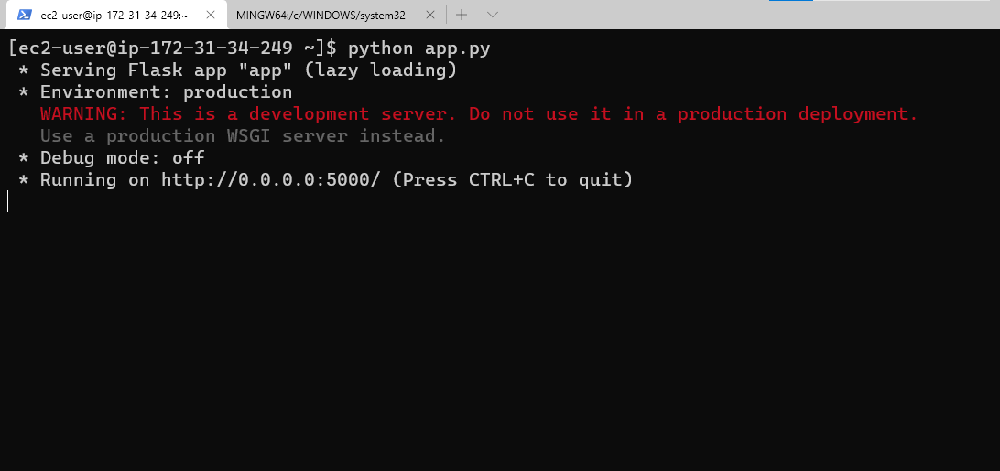 ec2-user@ip-172-31-34-249:~ MINGW64:/c/WINDOWS/system32
[ec2-user@ip-172-31-34-249 ~]$ python app.py
* Serving Flask app "app" (lazy loading)
* Environment: production
WARNING: This is a development server. Do not use it in a production deployment.
Use a production WSGI server instead.
* Debug mode: off
* Running on http://0.0.0.0:5000/ (Press CTRL+C to quit)